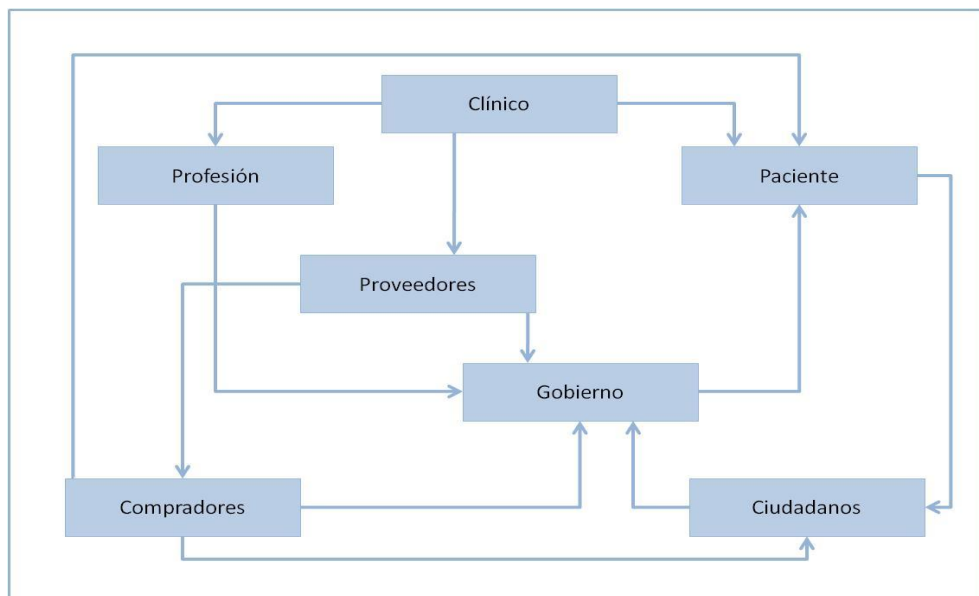 Clínico
Profesión
Paciente
Proveedores
Gobierno
Compradores
Ciudadanos